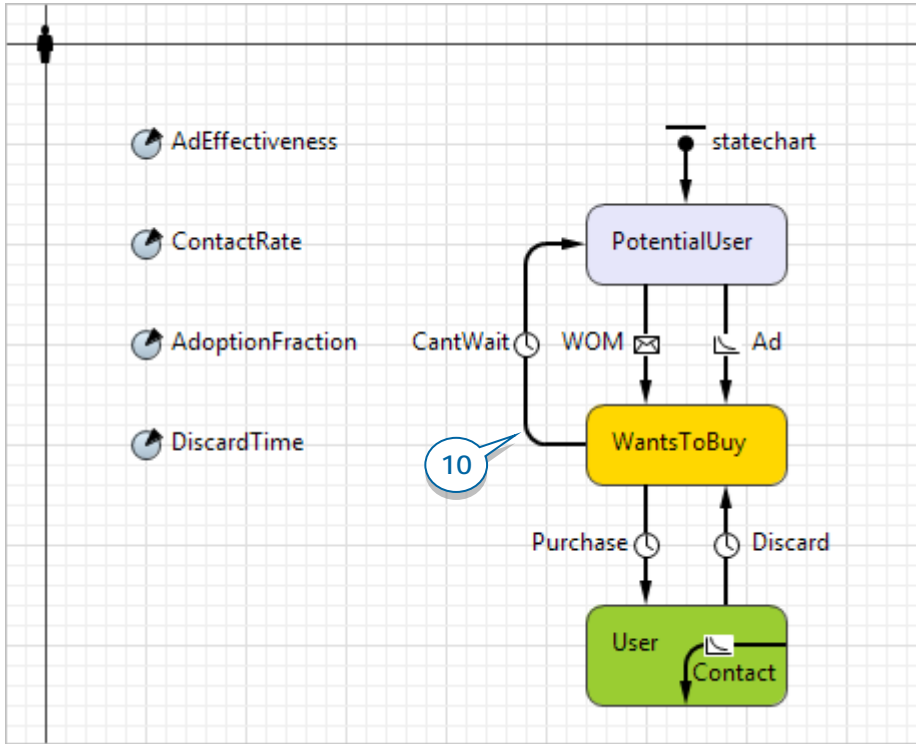 AdEffectiveness
statechart
ContactRate
PotentialUser
AdoptionFraction
CantWait
WOM
Ad
DiscardTime
WantsToBuy
10
Purchase
Discard
User
Contact